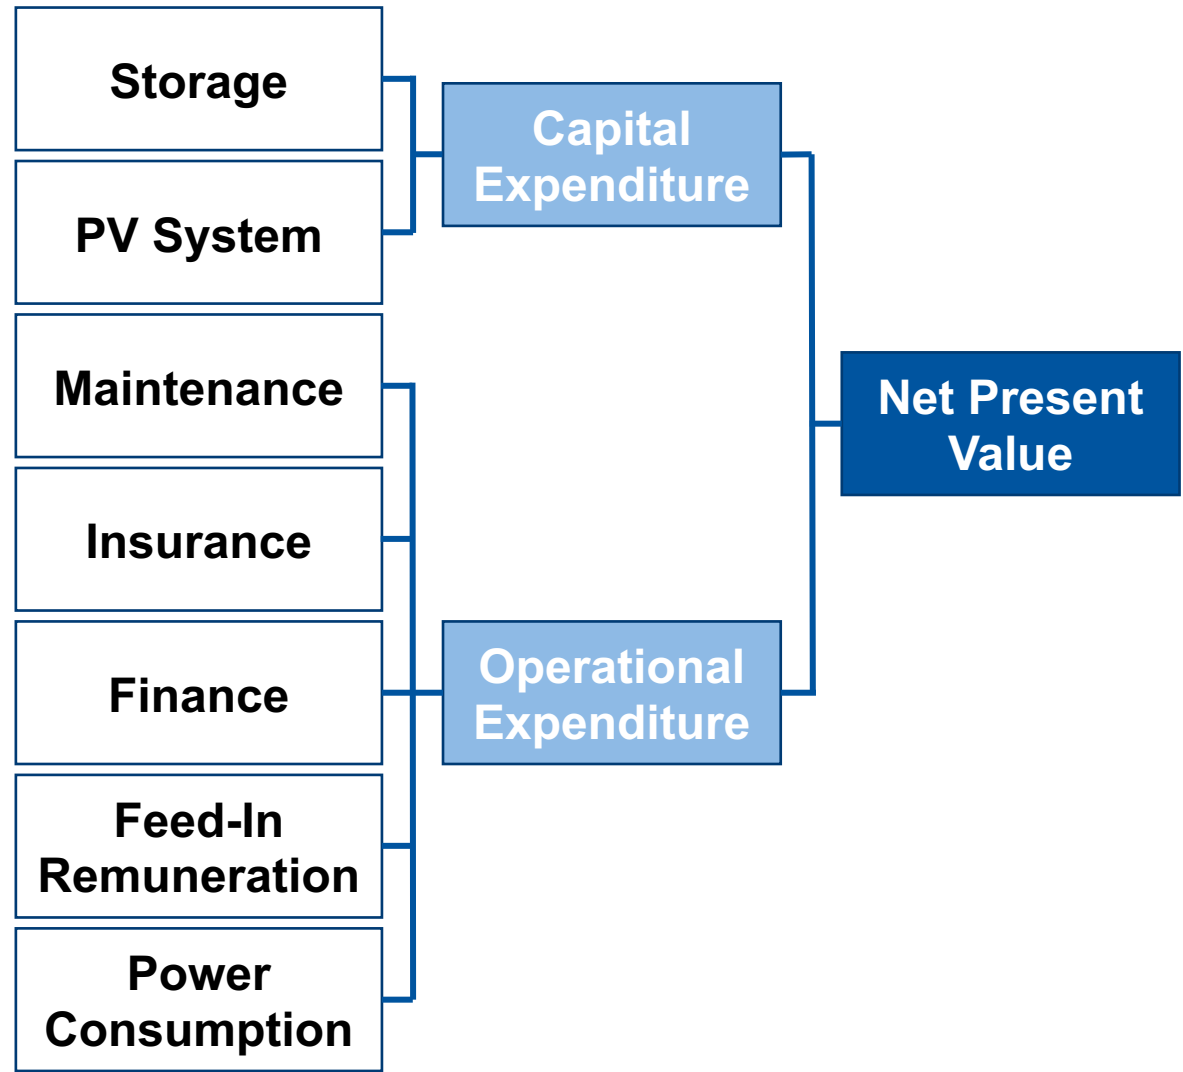 Storage
PV System
Maintenance
Insurance
Finance
Feed-In
Remuneration
Power
Consumption
Capital
Expenditure
Operational
Expenditure
Net Present
Value